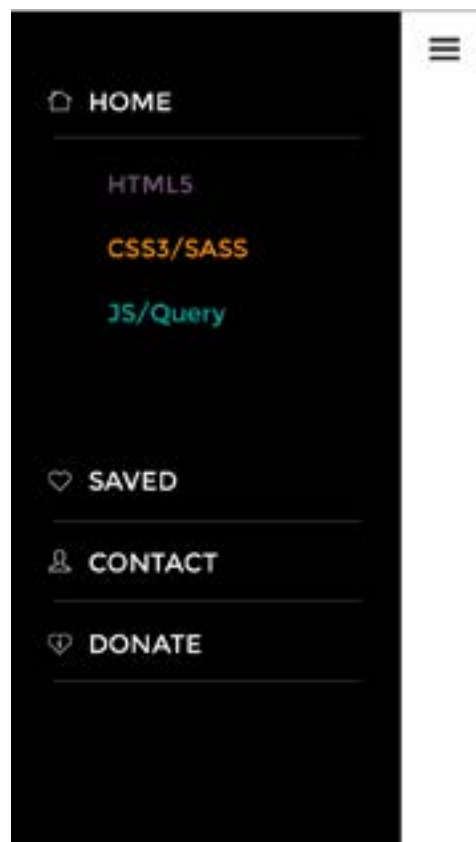 HOME
HTML5
CSS3/SASS
JS/Query
SAVED
CONTACT
DONATE